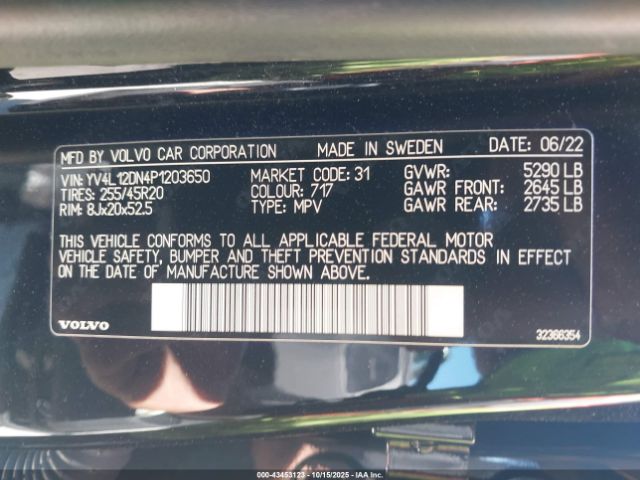 MFD BY VOLVO CAR CORPORATION MADE IN SWEDEN DATE: 06/22
VIN: YV4L12DN4P1203650 MARKET CODE: 31 GVWR: 5290 LB
TIRES: 255/45R20 COLOUR: 717 GAWR FRONT: 2645 LB
RIM: 8Jx20x52.5 TYPE: MPV GAWR REAR: 2735 LB
THIS VEHICLE CONFORMS TO ALL APPLICABLE FEDERAL MOTOR
VEHICLE SAFETY, BUMPER AND THEFT PREVENTION STANDARDS IN EFFECT
ON THE DATE OF MANUFACTURE SHOWN ABOVE.
VOLVO 32366354
000-43453123 - 10/15/2025 - IAA Inc.